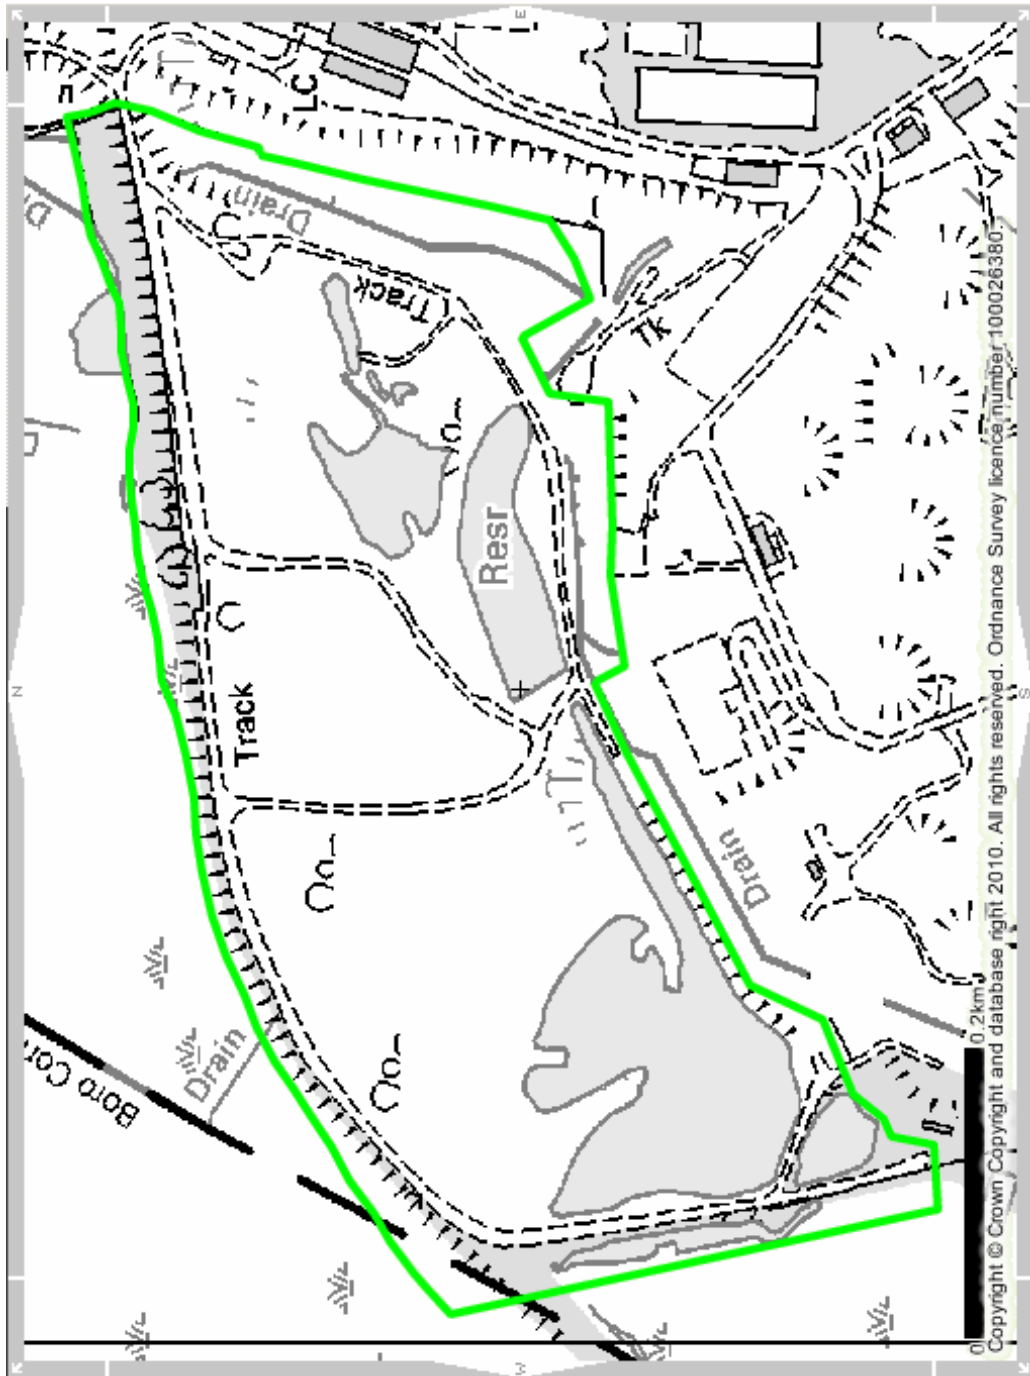 E
N
S
W
LC
D
D
Drain
Track
Tk
Resr
Track
Drain
Drain
Boro Con
0
0.2km
Copyright © Crown Copyright and database right 2010. All rights reserved. Ordnance Survey licence number 100026380.